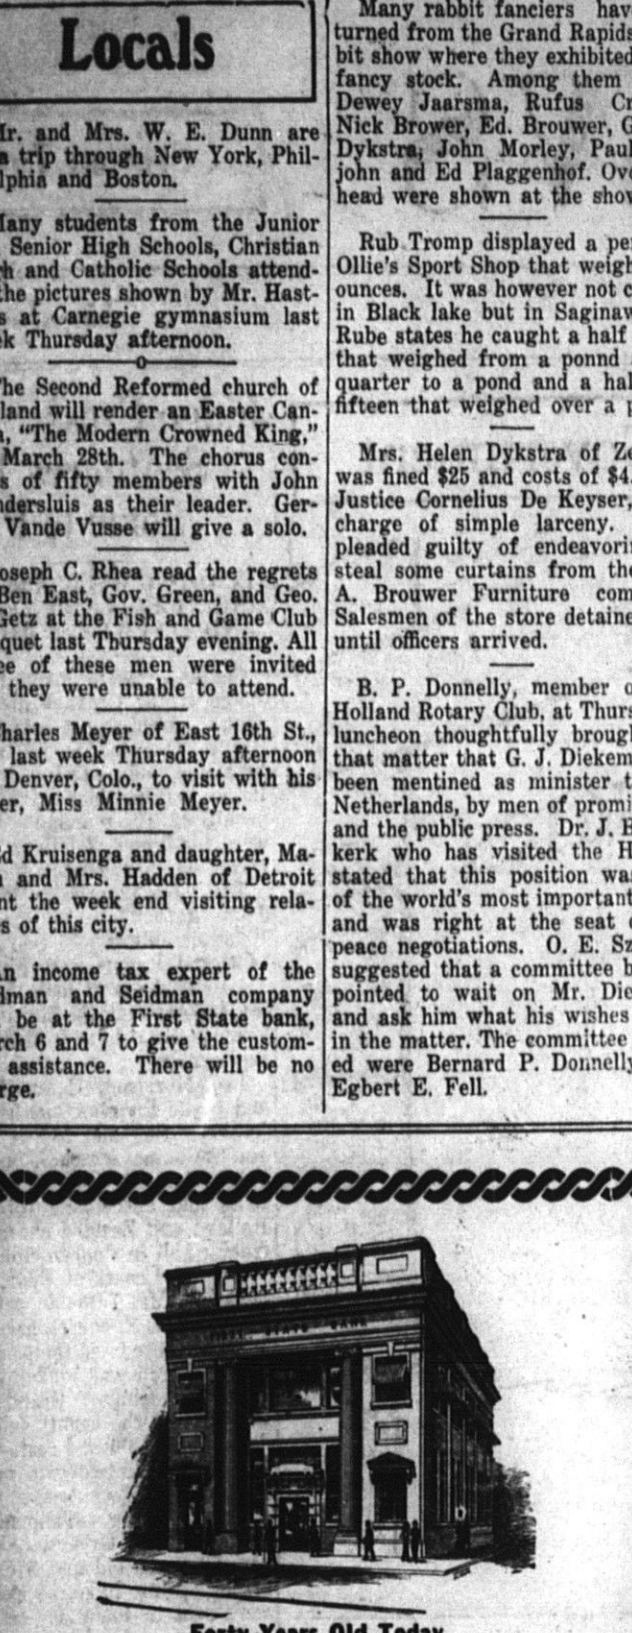 Locals
Mr. and Mrs. W. E. Dunn are
a trip through New York, Phil-
lphia and Boston.
Many students from the Junior
Senior High Schools, Christian
h and Catholic Schools attend-
the pictures shown by Mr. Hast-
s at Carnegie gymnasium last
k Thursday afternoon.
The Second Reformed church of
land will render an Easter Can-
a, "The Modern Crowned King,"
March 28th. The chorus con-
s of fifty members with John
ndersluis as their leader. Ger-
Vande Vusse will give a solo.
oseph C. Rhea read the regrets
Ben East, Gov. Green, and Geo.
Getz at the Fish and Game Club
quet last Thursday evening. All
ee of these men were invited
they were unable to attend.
Charles Meyer of East 16th St.,
last week Thursday afternoon
Denver, Colo., to visit with his
er, Miss Minnie Meyer.
Ed Kruisenga and daughter, Ma-
and Mrs. Hadden of Detroit
nt the week end visiting rela-
s of this city.
An income tax expert of the
dman and Seidman company
be at the First State bank,
rch 6 and 7 to give the custom-
assistance. There will be no
rge.
Many rabbit fanciers hav
turned from the Grand Rapids
bit show where they exhibited
fancy stock. Among them
Dewey Jaarsma, Rufus Cr
Nick Brower, Ed. Brouwer, G
Dykstra, John Morley, Paul
john and Ed Plaggenhof. Ove
head were shown at the show
Rub Tromp displayed a per
Ollie's Sport Shop that weigh
ounces. It was however not c
in Black lake but in Saginaw
Rube states he caught a half
that weighed from a ponnd
quarter to a pond and a hal
fifteen that weighed over a p
Mrs. Helen Dykstra of Ze
was fined $25 and costs of $4.
Justice Cornelius De Keyser,
charge of simple larceny.
pleaded guilty of endeavorin
steal some curtains from the
A. Brouwer Furniture com
Salesmen of the store detaine
until officers arrived.
B. P. Donnelly, member o
Holland Rotary Club, at Thurs
luncheon thoughtfully brough
that matter that G. J. Diekem
been mentined as minister t
Netherlands, by men of promi
and the public press. Dr. J. B
kerk who has visited the H
stated that this position was
of the world's most important
and was right at the seat o
peace negotiations. O. E. Sz
suggested that a committee b
pointed to wait on Mr. Die
and ask him what his wishes
in the matter. The committee
ed were Bernard P. Donnelly
Egbert E. Fell.
FIRST STATE BANK
Forty Years Old Today